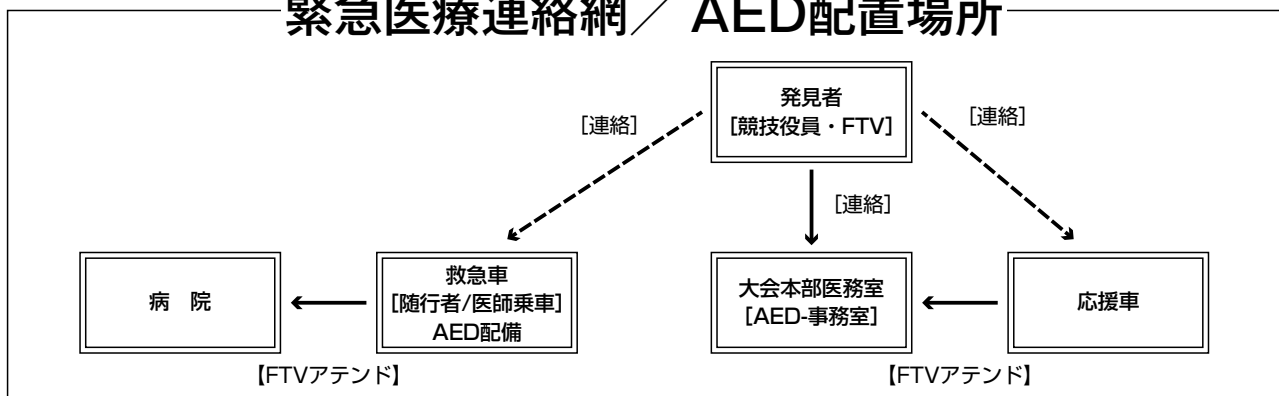 緊急医療連絡網／AED配置場所
発見者
[競技役員・FTV]
[連絡]
[連絡]
[連絡]
病　院
救急車
[随行者/医師乗車]
AED配備
大会本部医務室
[AED-事務室]
応援車
【FTVアテンド】
【FTVアテンド】